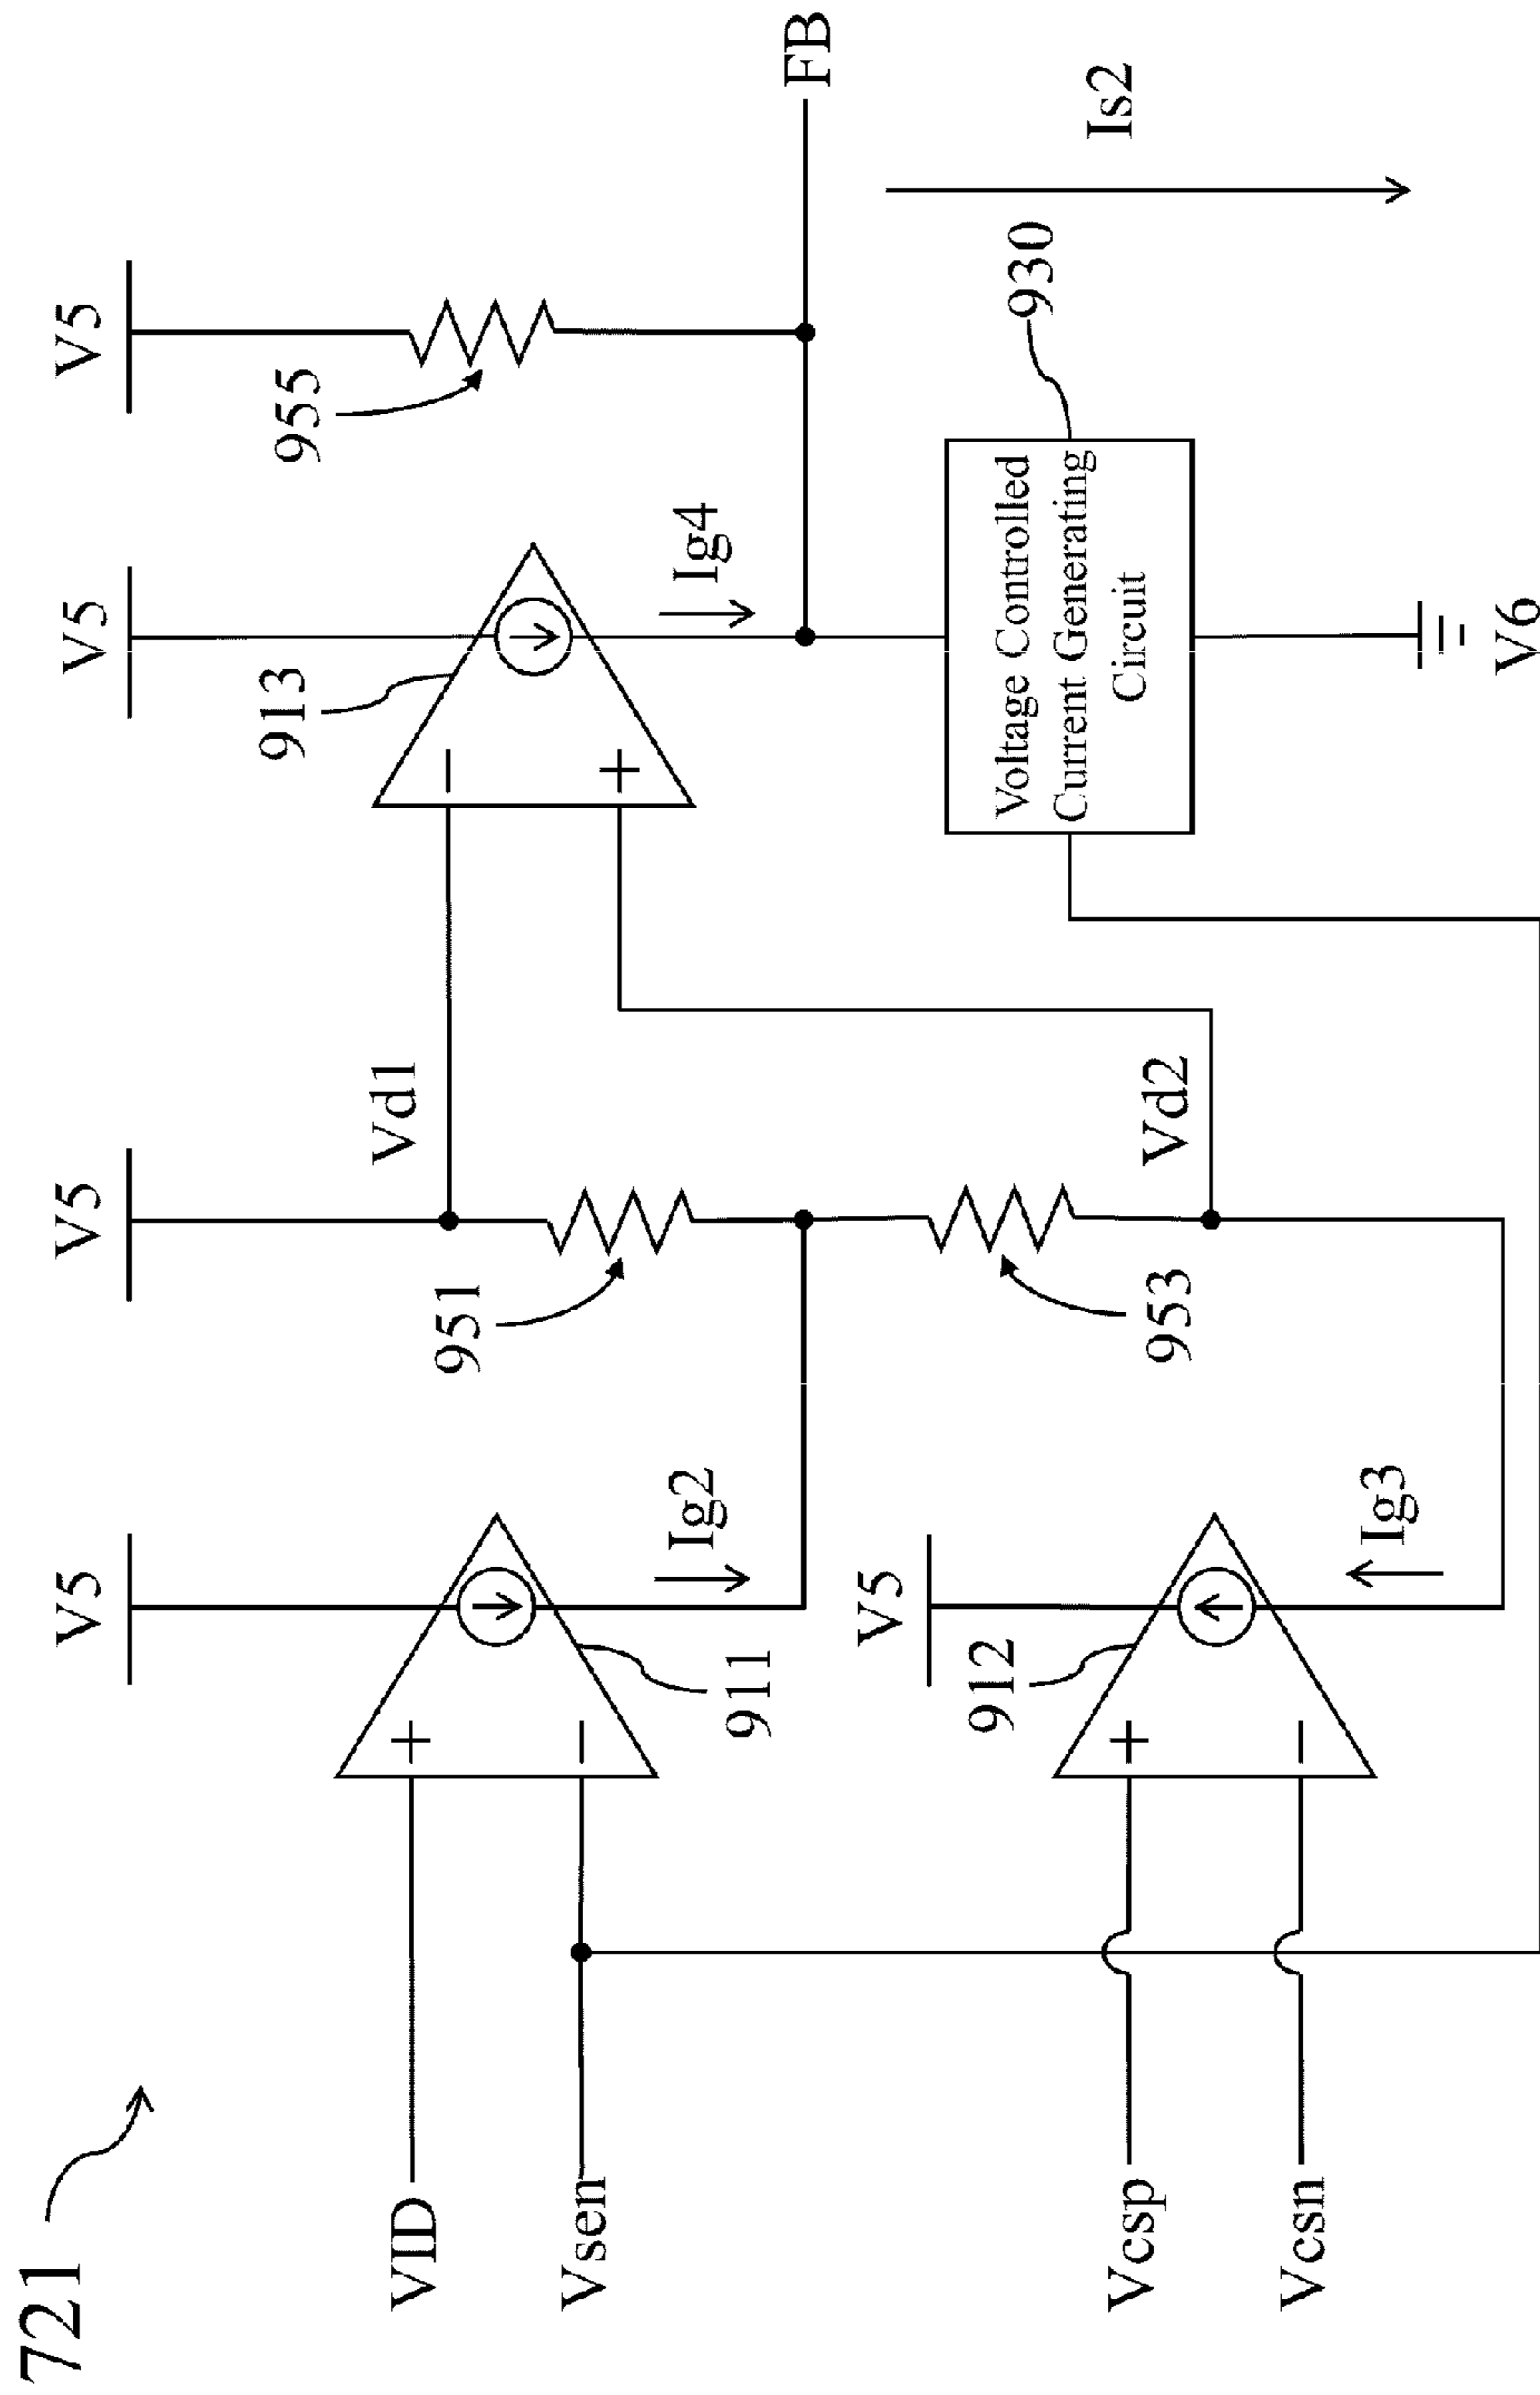 721
V5
V5
V5
V5
955
913
Vd1
Ig4
FB
951
Ig2
911
VID
Vsen
V5
912
Vd2
953
Ig3
Vcsp
Vcsn
Voltage Controlled
Current Generating
Circuit
930
Is2
V6